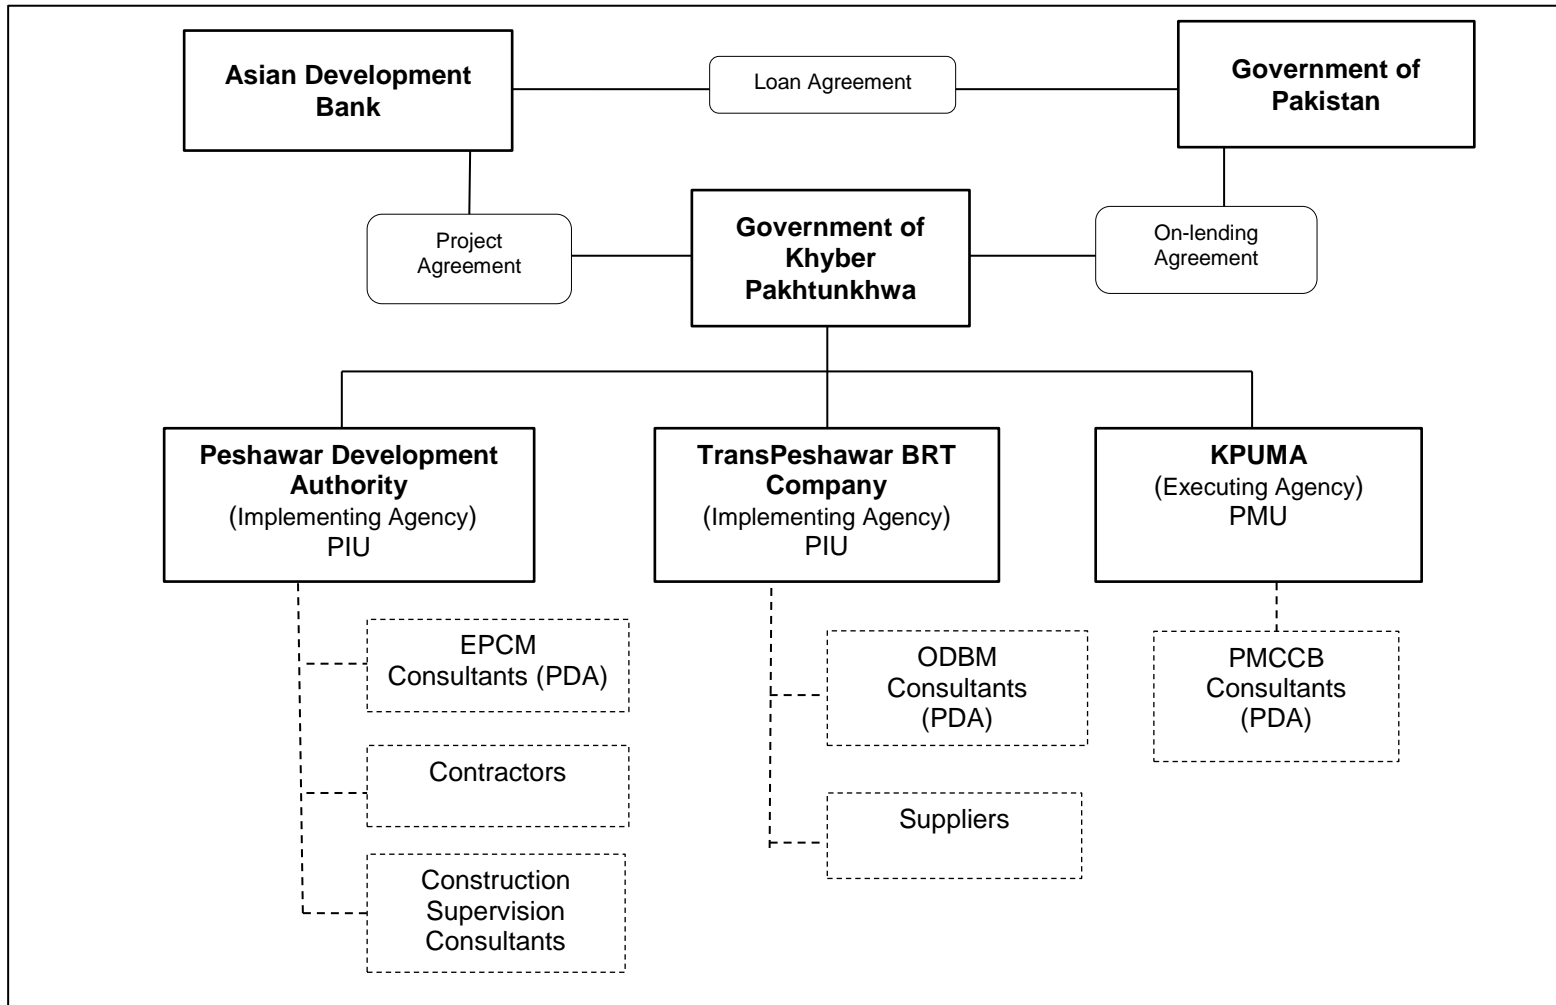 Asian Development
Bank
Loan Agreement
Government of
Pakistan
Project
Agreement
Government of
Khyber
Pakhtunkhwa
On-lending
Agreement
Peshawar Development
Authority
(Implementing Agency)
PIU
TransPeshawar BRT
Company
(Implementing Agency)
PIU
KPUMA
(Executing Agency)
PMU
EPCM
Consultants (PDA)
Contractors
Construction
Supervision
Consultants
ODBM
Consultants
(PDA)
Suppliers
PMCCB
Consultants
(PDA)